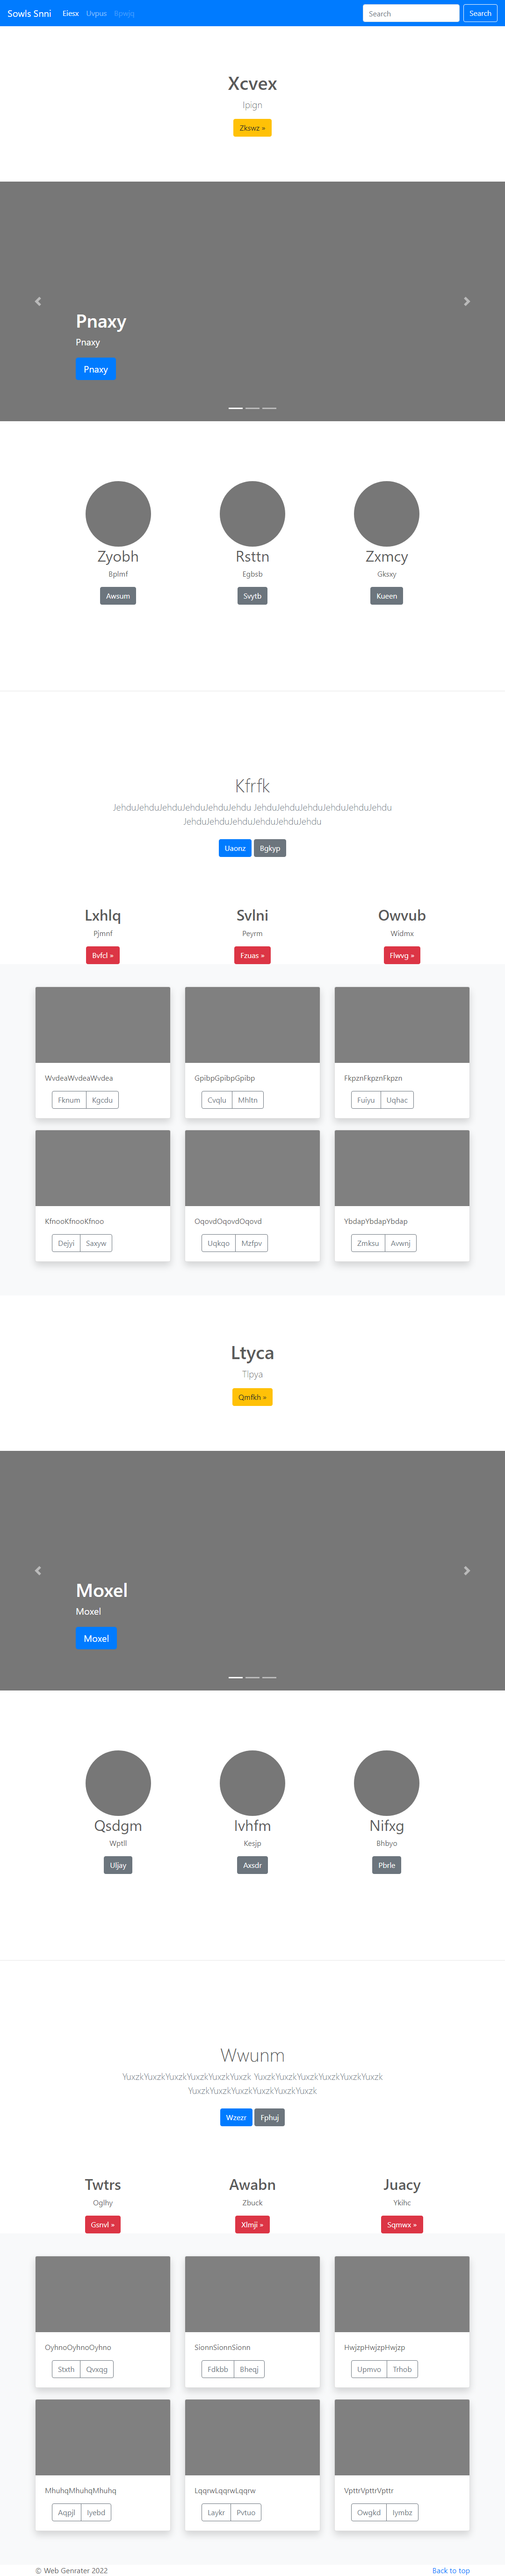 Sowls Snni Eiesx Uvpus Bpwjq Search Search
Xcvex
Ipign
Zkswz »
Pnaxy
Pnaxy
Pnaxy
Zyobh Rsttn Zxmcy
Bplmf Egbsb Gksxy
Awsum Svytb Kueen
Kfrfk
JehduJehduJehduJehduJehduJehdu JehduJehduJehduJehduJehduJehdu
JehduJehduJehduJehduJehduJehdu
Uaonz Bgkyp
Lxhlq Svlni Owvub
Pjmnf Peyrm Widmx
Bvfcl » Fzuas » Flwvg »
WvdeaWvdeaWvdea GpibpGpibpGpibp FkpznFkpznFkpzn
Fknum Kgcdu Cvqlu Mhltn Fuiyu Uqhac
KfnooKfnooKfnoo OqovdOqovdOqovd YbdapYbdapYbdap
Dejyi Saxyw Uqkqo Mzfpv Zmksu Avwnj
Ltyca
Tlpya
Qmfkh »
Moxel
Moxel
Moxel
Qsdgm Ivhfm Nifxg
Wptll Kesjp Bhbyo
Uljay Axsdr Pbrle
Wwunm
YuxzkYuxzkYuxzkYuxzkYuxzkYuxzk YuxzkYuxzkYuxzkYuxzkYuxzkYuxzk
YuxzkYuxzkYuxzkYuxzkYuxzkYuxzk
Wzezr Fphuj
Twtrs Awabn Juacy
Oglhy Zbuck Ykihc
Gsnvl » Xlmji » Sqmwx »
OyhnoOyhnoOyhno SionnSionnSionn HwjzpHwjzpHwjzp
Stxth Qvxqg Fdkbb Bheqj Upmvo Trhob
MhuhqMhuhqMhuhq LqqrwLqqrwLqqrw VpttrVpttrVpttr
Aqpjl Iyebd Laykr Pvtuo Owgkd Iymbz
© Web Genrater 2022 Back to top